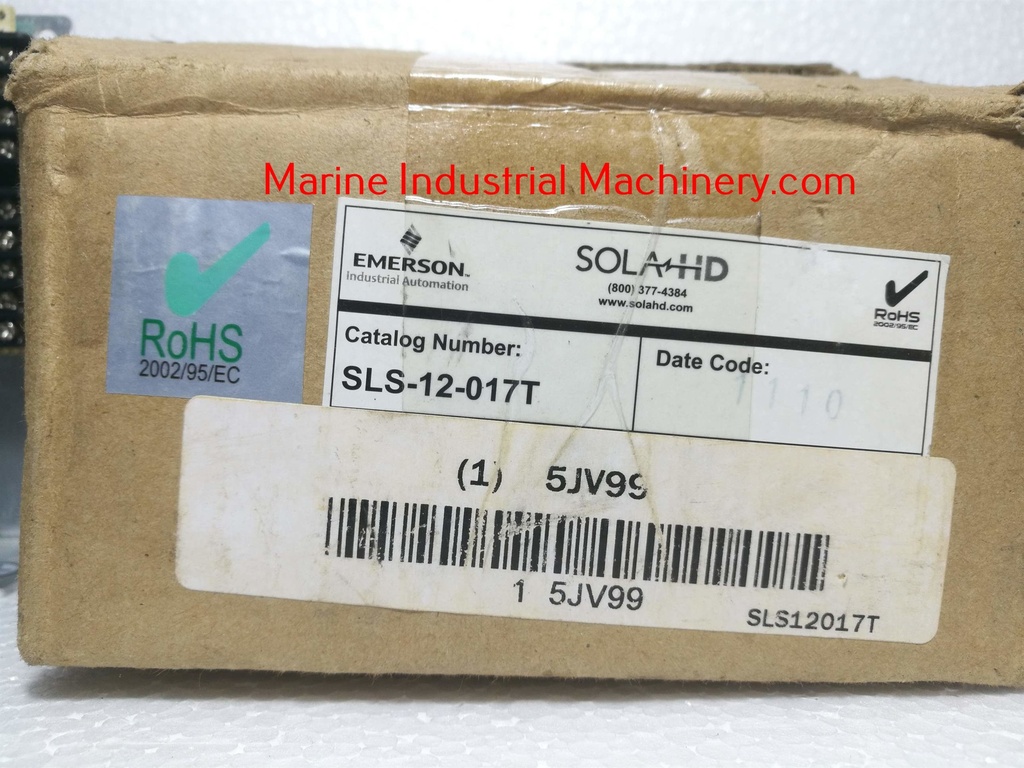 Marine Industrial Machinery.com
RoHS
2002/95/EC
EMERSON™
Industrial Automation
SOLAHD
(800) 377-4384
www.solahd.com
RoHS
2002/95/EC
Catalog Number:
SLS-12-017T
Date Code:
1110
(1) 5JV99
1 5JV99
SLS12017T